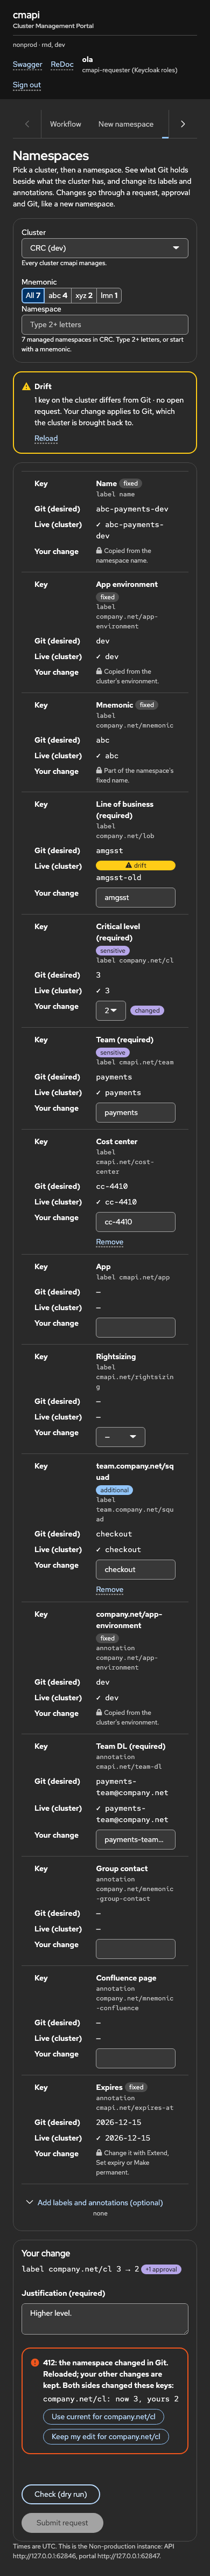 cmapi
Cluster Management Portal
nonprod · rnd, dev
Swagger
ReDoc
ola
cmapi-requester (Keycloak roles)
Sign out
Workflow
New namespace
Namespaces
Pick a cluster, then a namespace. See what Git holds
beside what the cluster has, and change its labels and
annotations. Changes go through a request, approval
and Git, like a new namespace.
Cluster
CRC (dev)
Every cluster cmapi manages.
Mnemonic
All 7
abc 4
xyz 2
lmn 1
Namespace
Type 2+ letters
7 managed namespaces in CRC. Type 2+ letters, or start
with a mnemonic.
Drift
1 key on the cluster differs from Git · no open
request. Your change applies to Git, which
the cluster is brought back to.
Reload
Key
Name fixed
label name
Git (desired)
abc-payments-dev
Live (cluster)
✓ abc-payments-
dev
Your change
Copied from the
namespace name.
Key
App environment
fixed
label
company.net/app-
environment
Git (desired)
dev
Live (cluster)
✓ dev
Your change
Copied from the
cluster's environment.
Key
Mnemonic fixed
label
company.net/mnemonic
Git (desired)
abc
Live (cluster)
✓ abc
Your change
Part of the namespace's
fixed name.
Key
Line of business
(required)
label
company.net/lob
Git (desired)
amgsst
Live (cluster)
drift
amgsst-old
Your change
amgsst
Key
Critical level
(required)
sensitive
label company.net/cl
Git (desired)
3
Live (cluster)
✓ 3
Your change
2
changed
Key
Team (required)
sensitive
label cmapi.net/team
Git (desired)
payments
Live (cluster)
✓ payments
Your change
payments
Key
Cost center
label
cmapi.net/cost-
center
Git (desired)
cc-4410
Live (cluster)
✓ cc-4410
Your change
cc-4410
Remove
Key
App
label cmapi.net/app
Git (desired)
—
Live (cluster)
—
Your change
Key
Rightsizing
label
cmapi.net/rightsizin
g
Git (desired)
—
Live (cluster)
—
Your change
—
Key
team.company.net/sq
uad
additional
label
team.company.net/squ
ad
Git (desired)
checkout
Live (cluster)
✓ checkout
Your change
checkout
Remove
Key
company.net/app-
environment
fixed
annotation
company.net/app-
environment
Git (desired)
dev
Live (cluster)
✓ dev
Your change
Copied from the
cluster's environment.
Key
Team DL (required)
annotation
cmapi.net/team-dl
Git (desired)
payments-
team@company.net
Live (cluster)
✓ payments-
team@company.net
Your change
payments-team...
Key
Group contact
annotation
company.net/mnemonic
-group-contact
Git (desired)
—
Live (cluster)
—
Your change
Key
Confluence page
annotation
company.net/mnemonic
-confluence
Git (desired)
—
Live (cluster)
—
Your change
Key
Expires fixed
annotation
cmapi.net/expires-at
Git (desired)
2026-12-15
Live (cluster)
✓ 2026-12-15
Your change
Change it with Extend,
Set expiry or Make
permanent.
Add labels and annotations (optional)
none
Your change
label company.net/cl 3 → 2 +1 approval
Justification (required)
Higher level.
412: the namespace changed in Git.
Reloaded; your other changes are
kept. Both sides changed these keys:
company.net/cl: now 3, yours 2
Use current for company.net/cl
Keep my edit for company.net/cl
Check (dry run)
Submit request
Times are UTC. This is the Non-production instance: API
http://127.0.0.1:62846, portal http://127.0.0.1:62847.